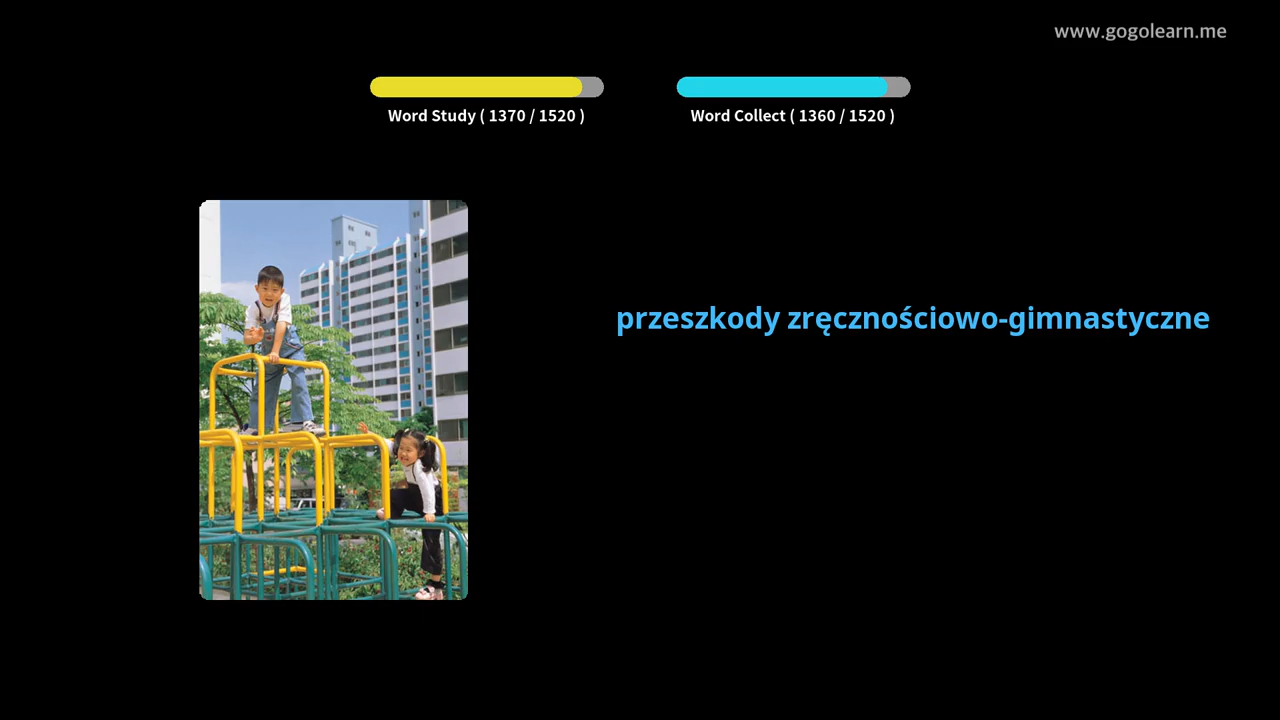 www.gogolearn.me
Word Study ( 1370 / 1520 )
Word Collect ( 1360 / 1520 )
przeszkody zręcznościowo-gimnastyczne